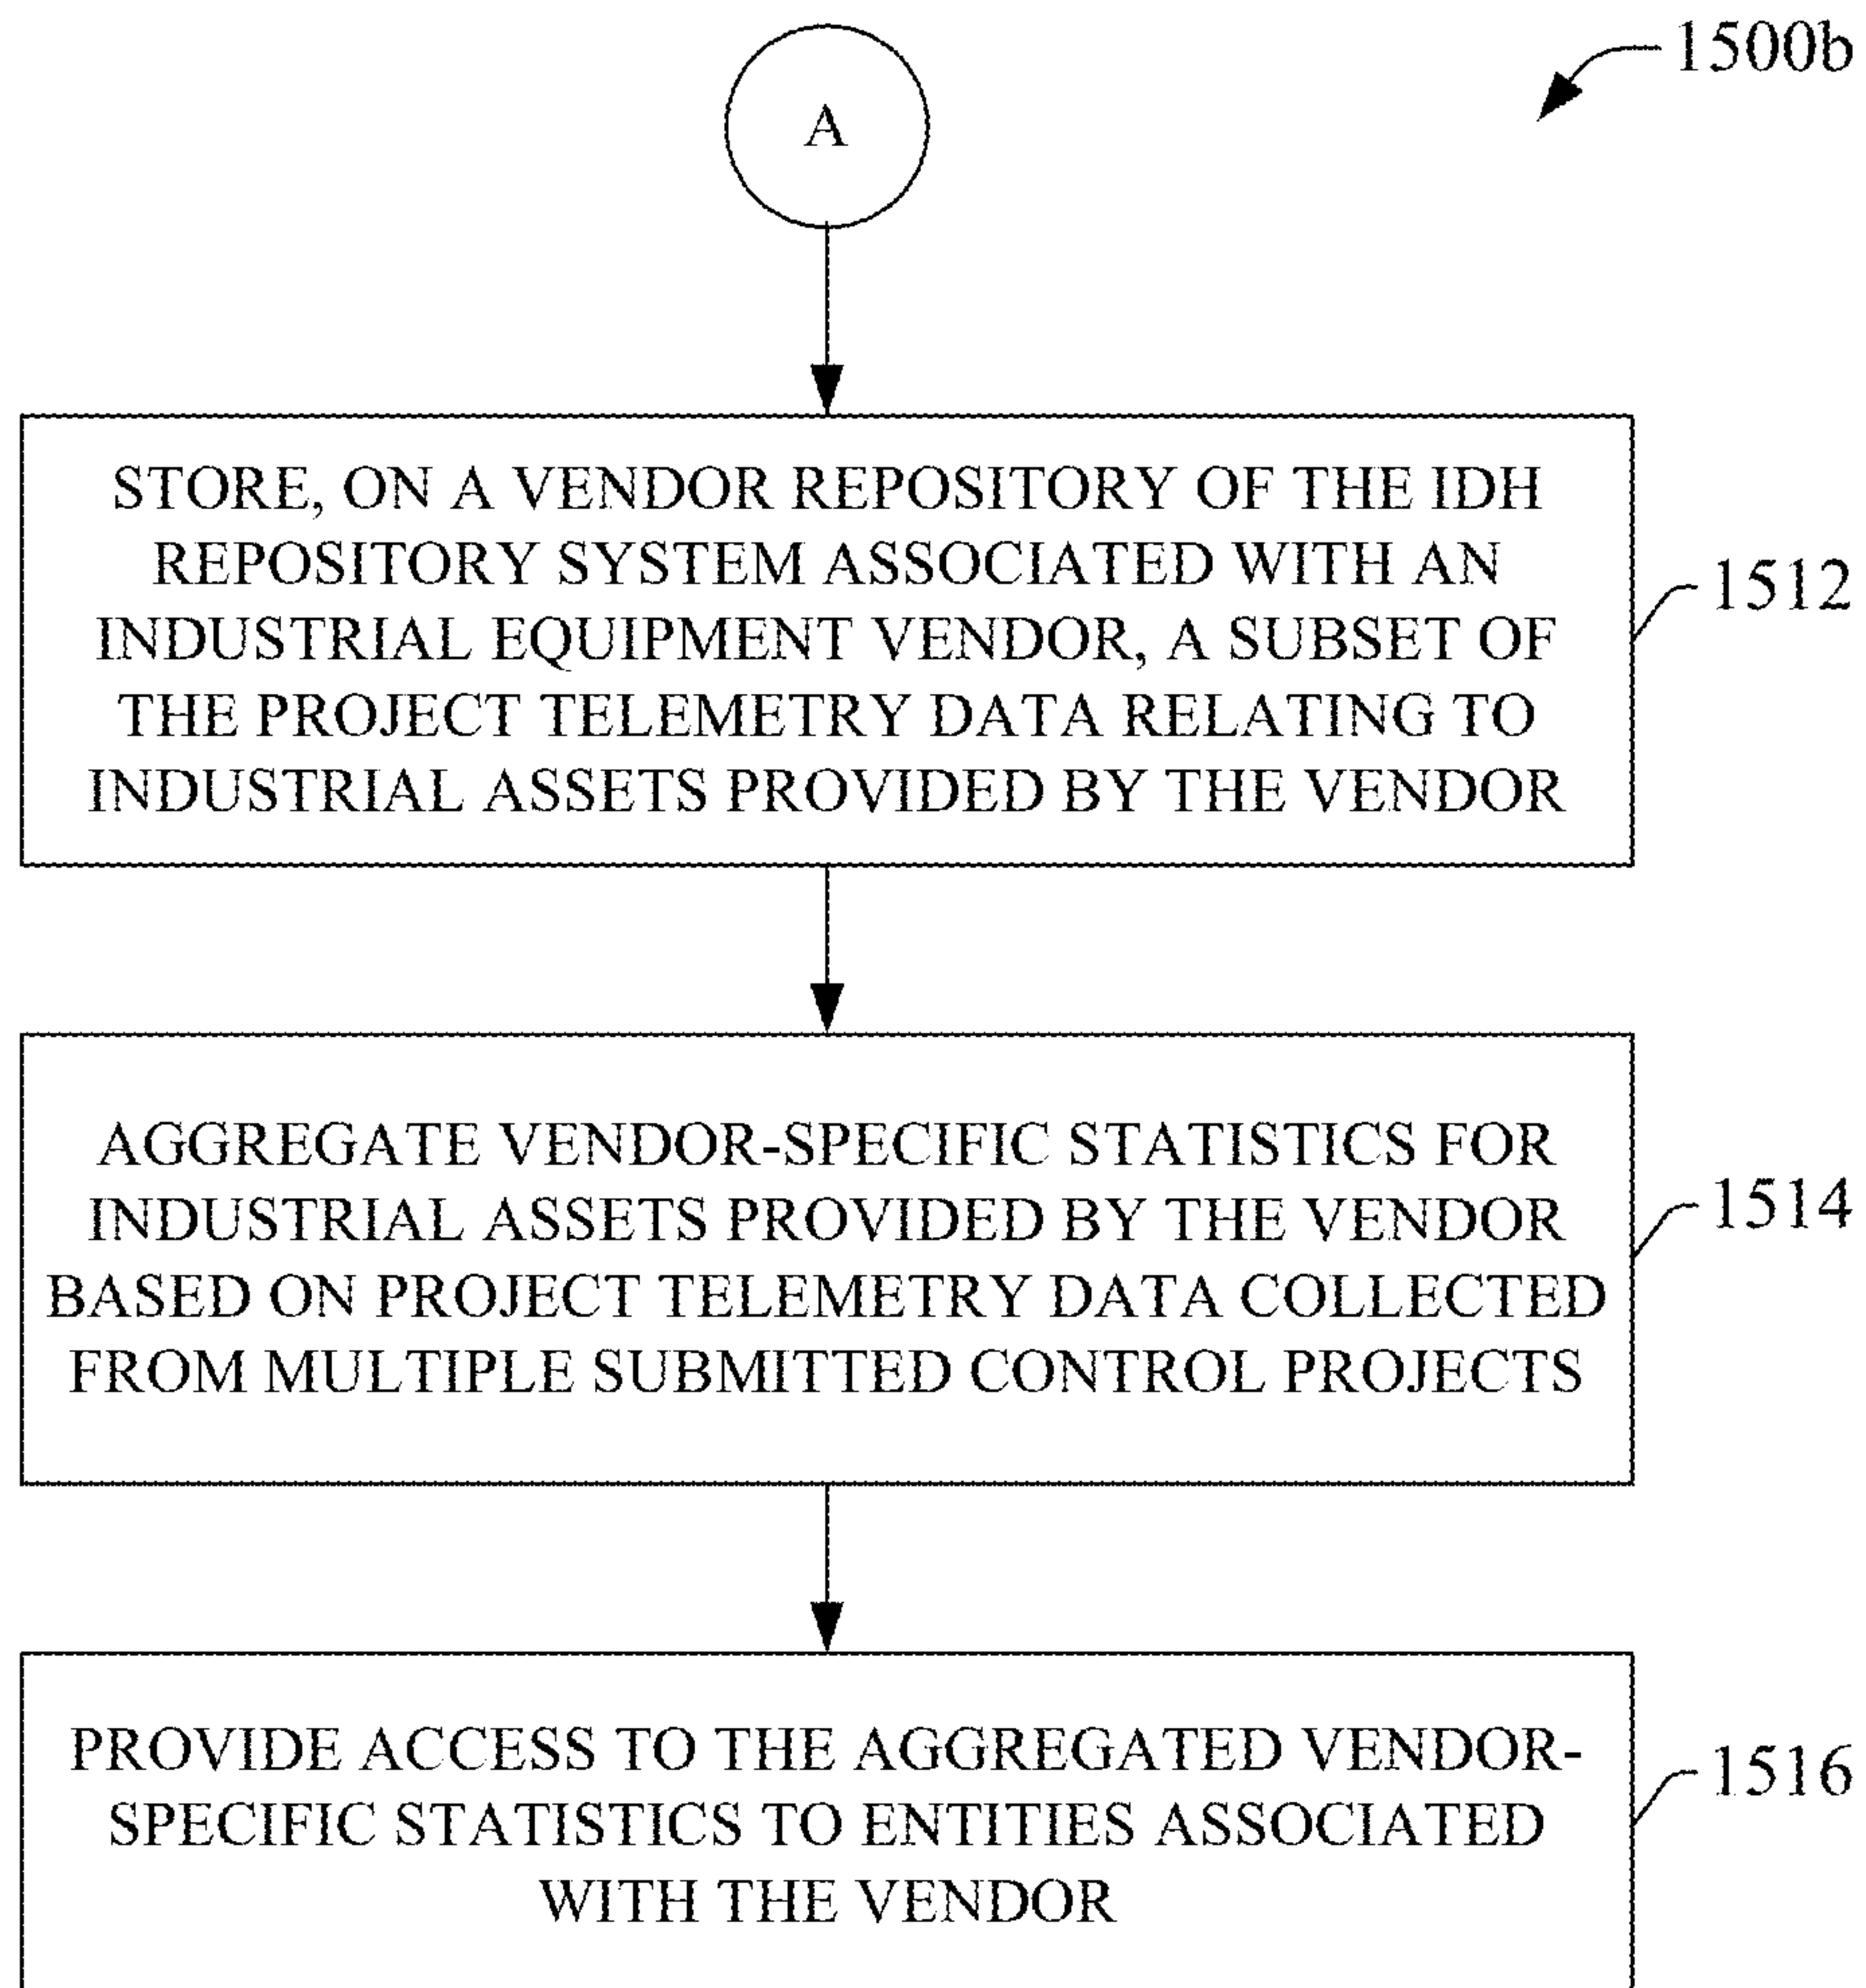 1500b
A
STORE, ON A VENDOR REPOSITORY OF THE IDH
REPOSITORY SYSTEM ASSOCIATED WITH AN
INDUSTRIAL EQUIPMENT VENDOR, A SUBSET OF
THE PROJECT TELEMETRY DATA RELATING TO
INDUSTRIAL ASSETS PROVIDED BY THE VENDOR
1512
AGGREGATE VENDOR-SPECIFIC STATISTICS FOR
INDUSTRIAL ASSETS PROVIDED BY THE VENDOR
BASED ON PROJECT TELEMETRY DATA COLLECTED
FROM MULTIPLE SUBMITTED CONTROL PROJECTS
1514
PROVIDE ACCESS TO THE AGGREGATED VENDOR-
SPECIFIC STATISTICS TO ENTITIES ASSOCIATED
WITH THE VENDOR
1516